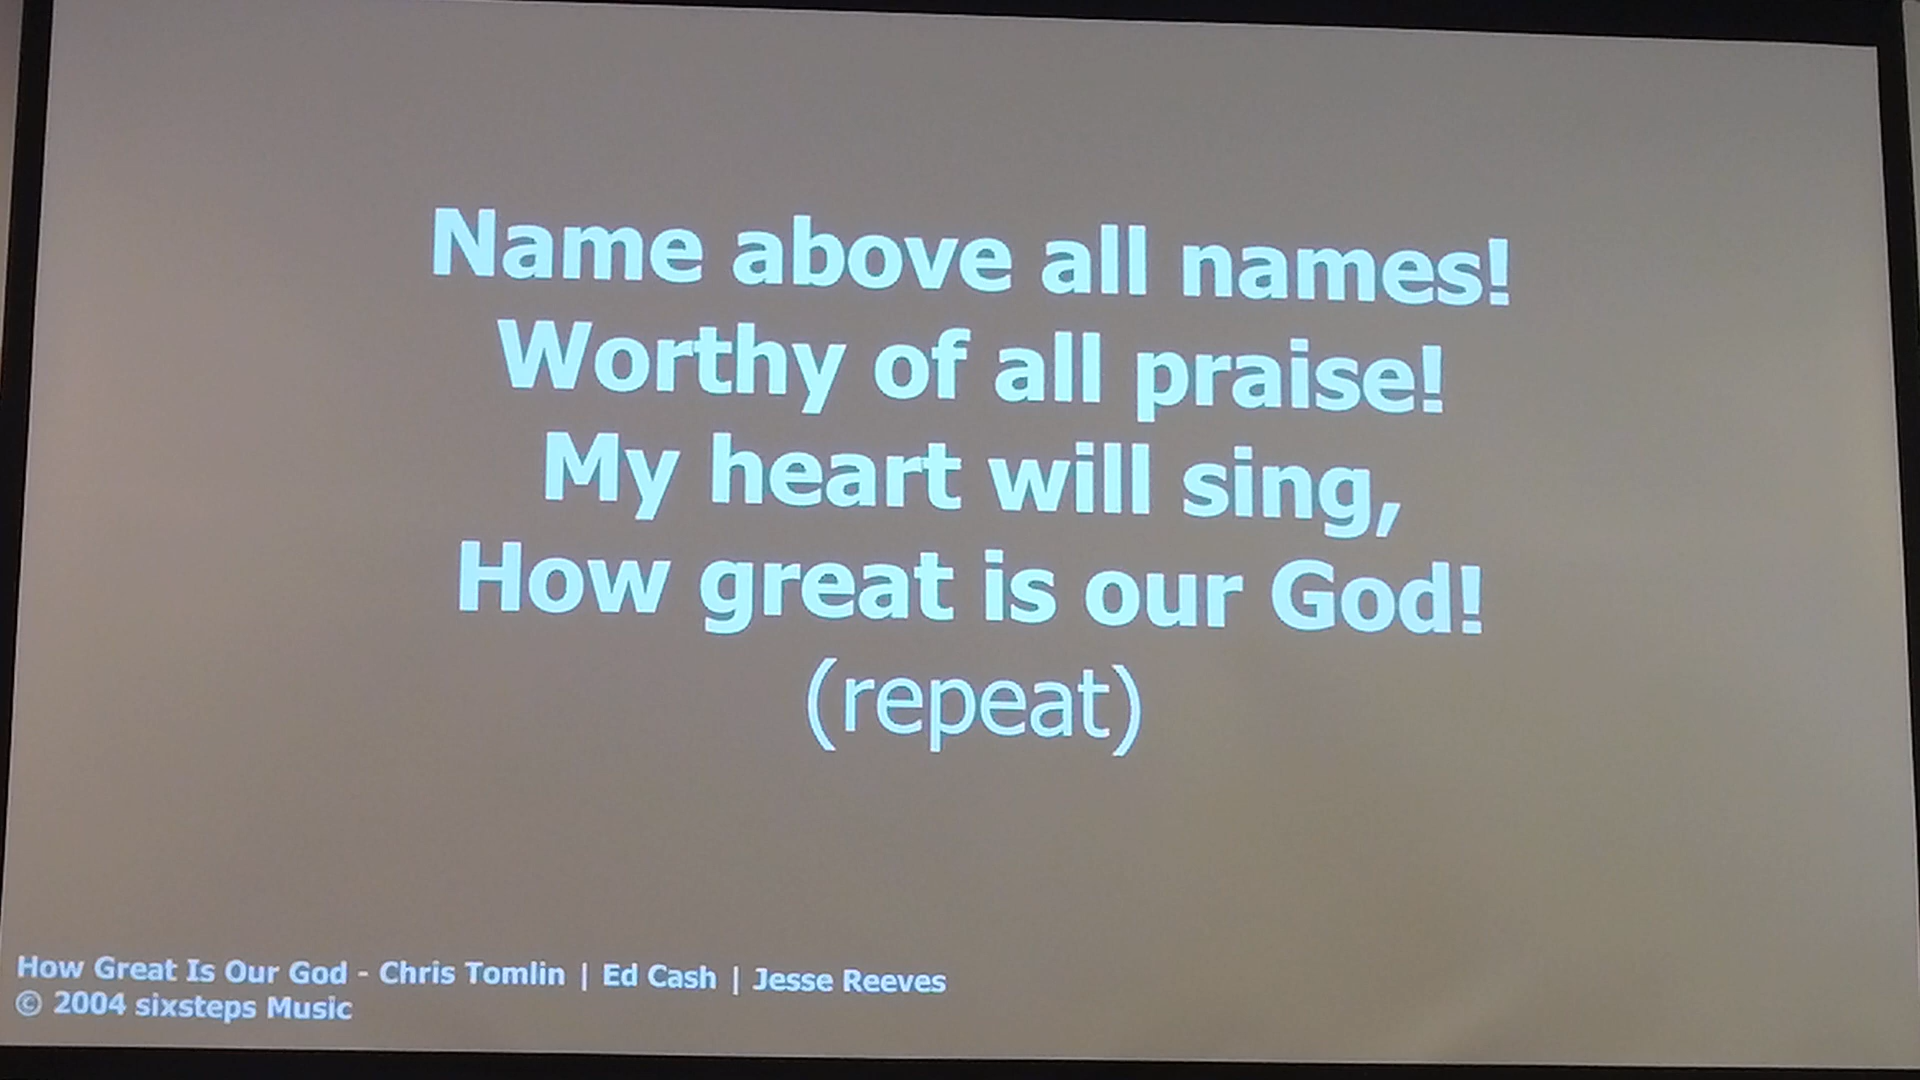 Name above all names!
Worthy of all praise!
My heart will sing,
How great is our God!
(repeat)
How Great Is Our God - Chris Tomlin | Ed Cash | Jesse Reeves
© 2004 sixsteps Music